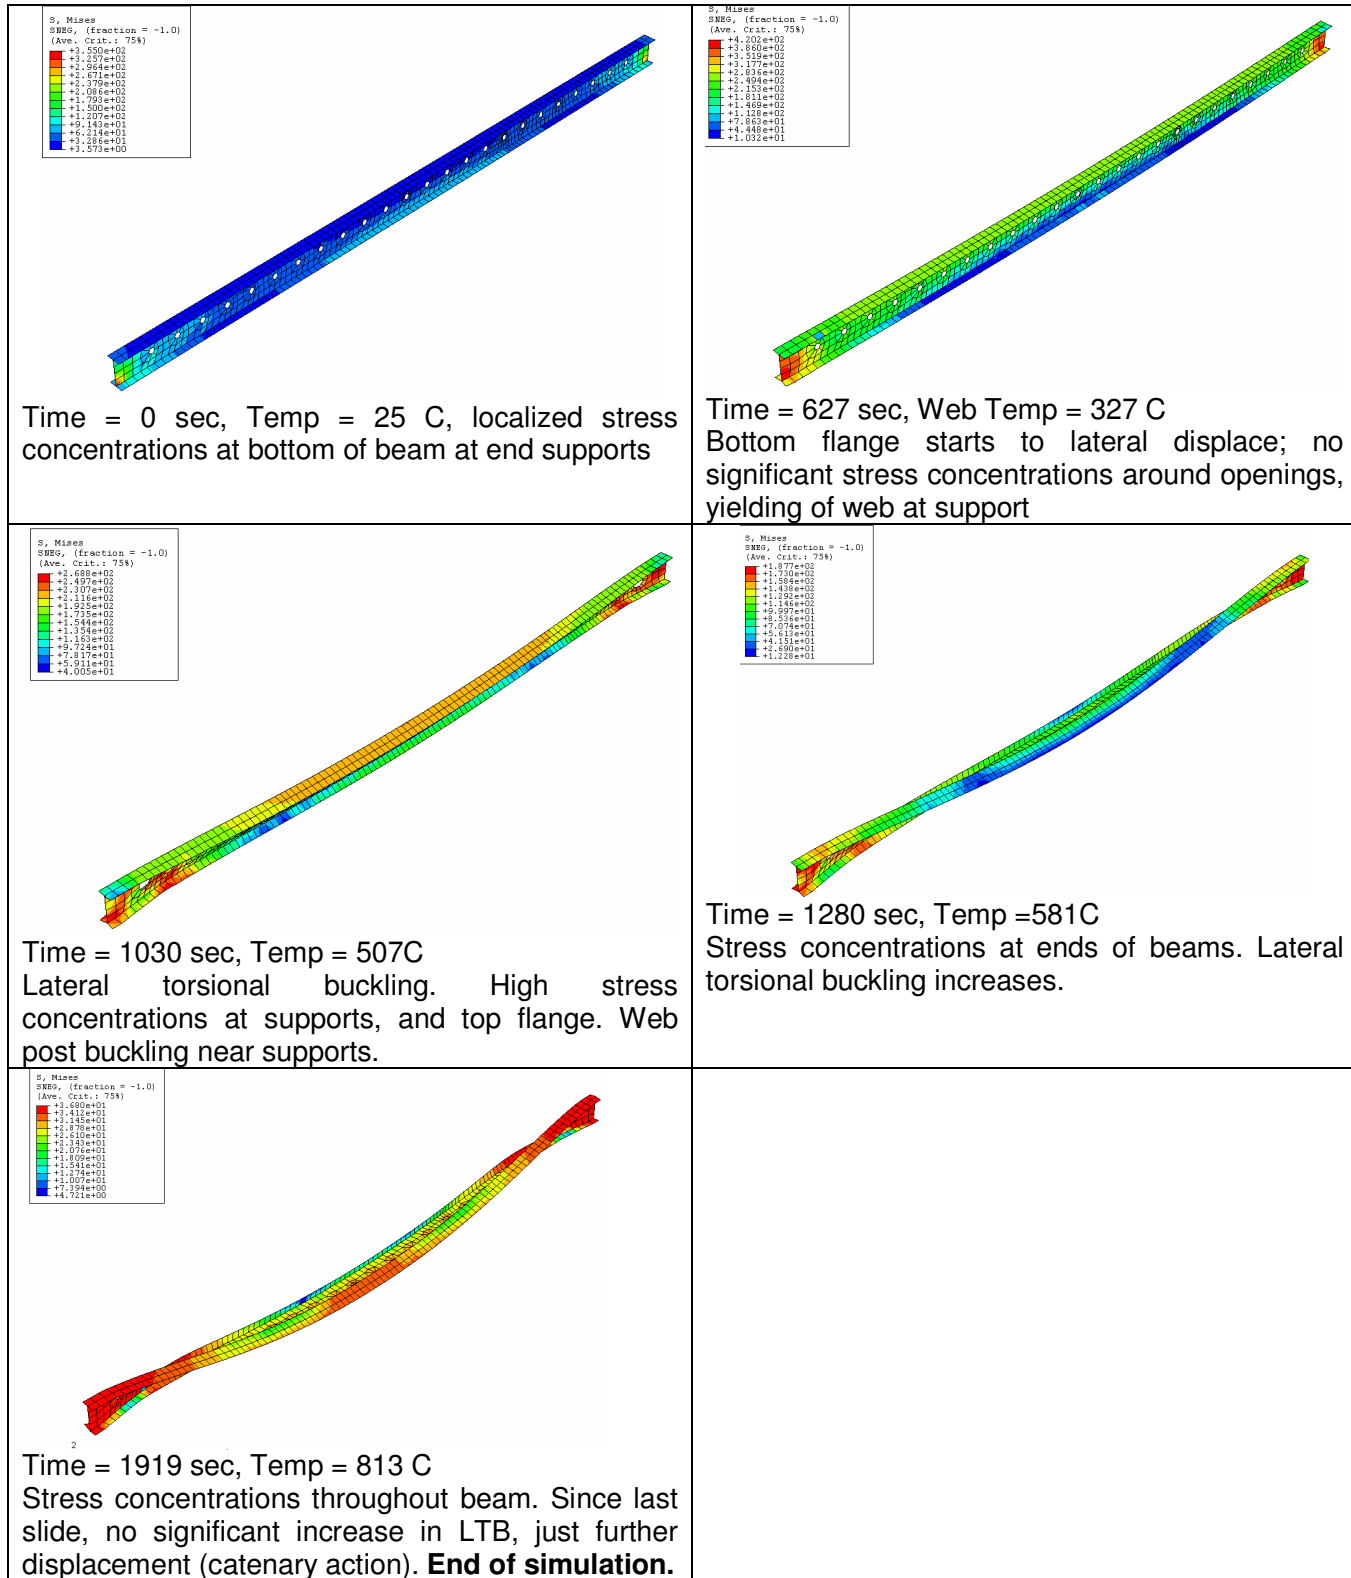 S, Mises
SNEG, (fraction = -1.0)
(Ave. Crit.: 75%)
+3.550e+02
+3.257e+02
+2.964e+02
+2.671e+02
+2.379e+02
+2.086e+02
+1.793e+02
+1.500e+02
+1.207e+02
+9.143e+01
+6.214e+01
+3.286e+01
+3.573e+00
Time = 0 sec, Temp = 25 C, localized stress
concentrations at bottom of beam at end supports
S, Mises
SNEG, (fraction = -1.0)
(Ave. Crit.: 75%)
+4.202e+02
+3.860e+02
+3.519e+02
+3.177e+02
+2.836e+02
+2.494e+02
+2.153e+02
+1.811e+02
+1.469e+02
+1.128e+02
+7.863e+01
+4.448e+01
+1.032e+01
Time = 627 sec, Web Temp = 327 C
Bottom flange starts to lateral displace; no
significant stress concentrations around openings,
yielding of web at support
S, Mises
SNEG, (fraction = -1.0)
(Ave. Crit.: 75%)
+2.688e+02
+2.497e+02
+2.307e+02
+2.116e+02
+1.925e+02
+1.735e+02
+1.544e+02
+1.354e+02
+1.163e+02
+9.724e+01
+7.817e+01
+5.911e+01
+4.005e+01
Time = 1030 sec, Temp = 507C
Lateral torsional buckling. High stress
concentrations at supports, and top flange. Web
post buckling near supports.
S, Mises
SNEG, (fraction = -1.0)
(Ave. Crit.: 75%)
+1.877e+02
+1.730e+02
+1.584e+02
+1.438e+02
+1.292e+02
+1.146e+02
+9.997e+01
+8.536e+01
+7.074e+01
+5.613e+01
+4.151e+01
+2.690e+01
+1.228e+01
Time = 1280 sec, Temp =581C
Stress concentrations at ends of beams. Lateral
torsional buckling increases.
S, Mises
SNEG, (fraction = -1.0)
(Ave. Crit.: 75%)
+3.680e+01
+3.412e+01
+3.145e+01
+2.878e+01
+2.610e+01
+2.343e+01
+2.076e+01
+1.809e+01
+1.541e+01
+1.274e+01
+1.007e+01
+7.394e+00
+4.721e+00
2
Time = 1919 sec, Temp = 813 C
Stress concentrations throughout beam. Since last
slide, no significant increase in LTB, just further
displacement (catenary action). End of simulation.